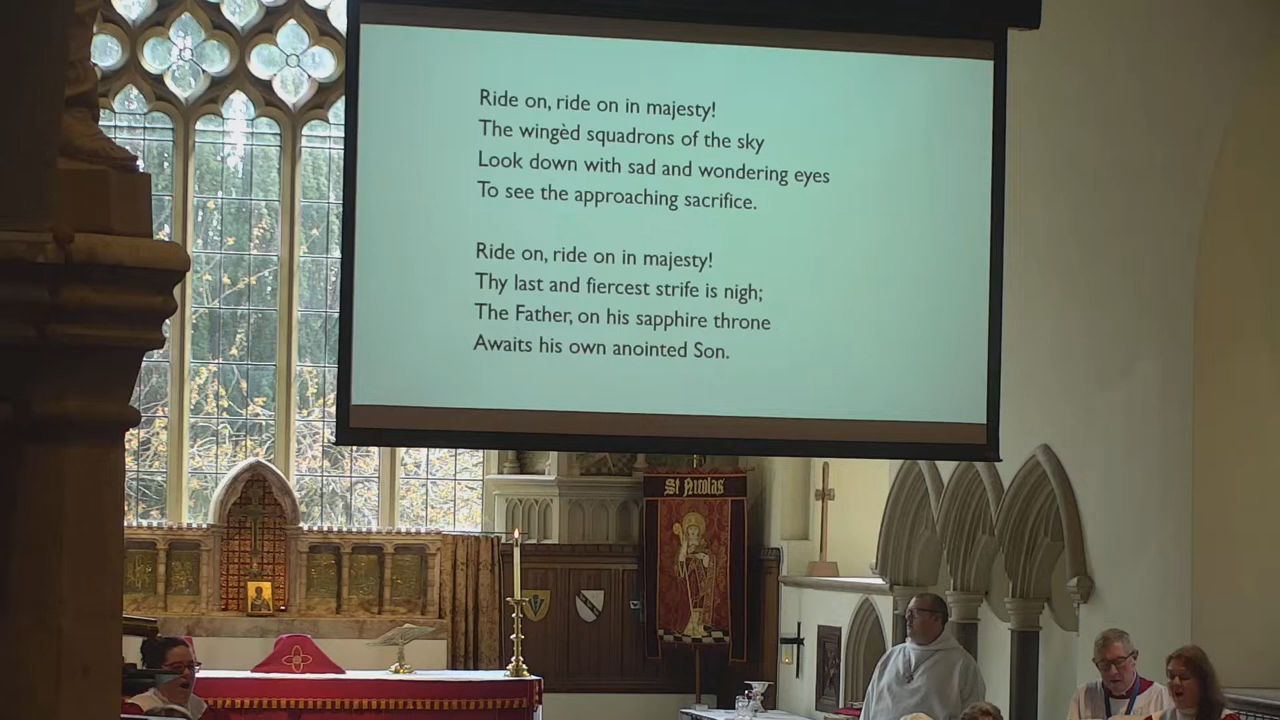 Ride on, ride on in majesty!
The wingèd squadrons of the sky
Look down with sad and wondering eyes
To see the approaching sacrifice.
Ride on, ride on in majesty!
Thy last and fiercest strife is nigh;
The Father, on his sapphire throne
Awaits his own anointed Son.
St Nicolas